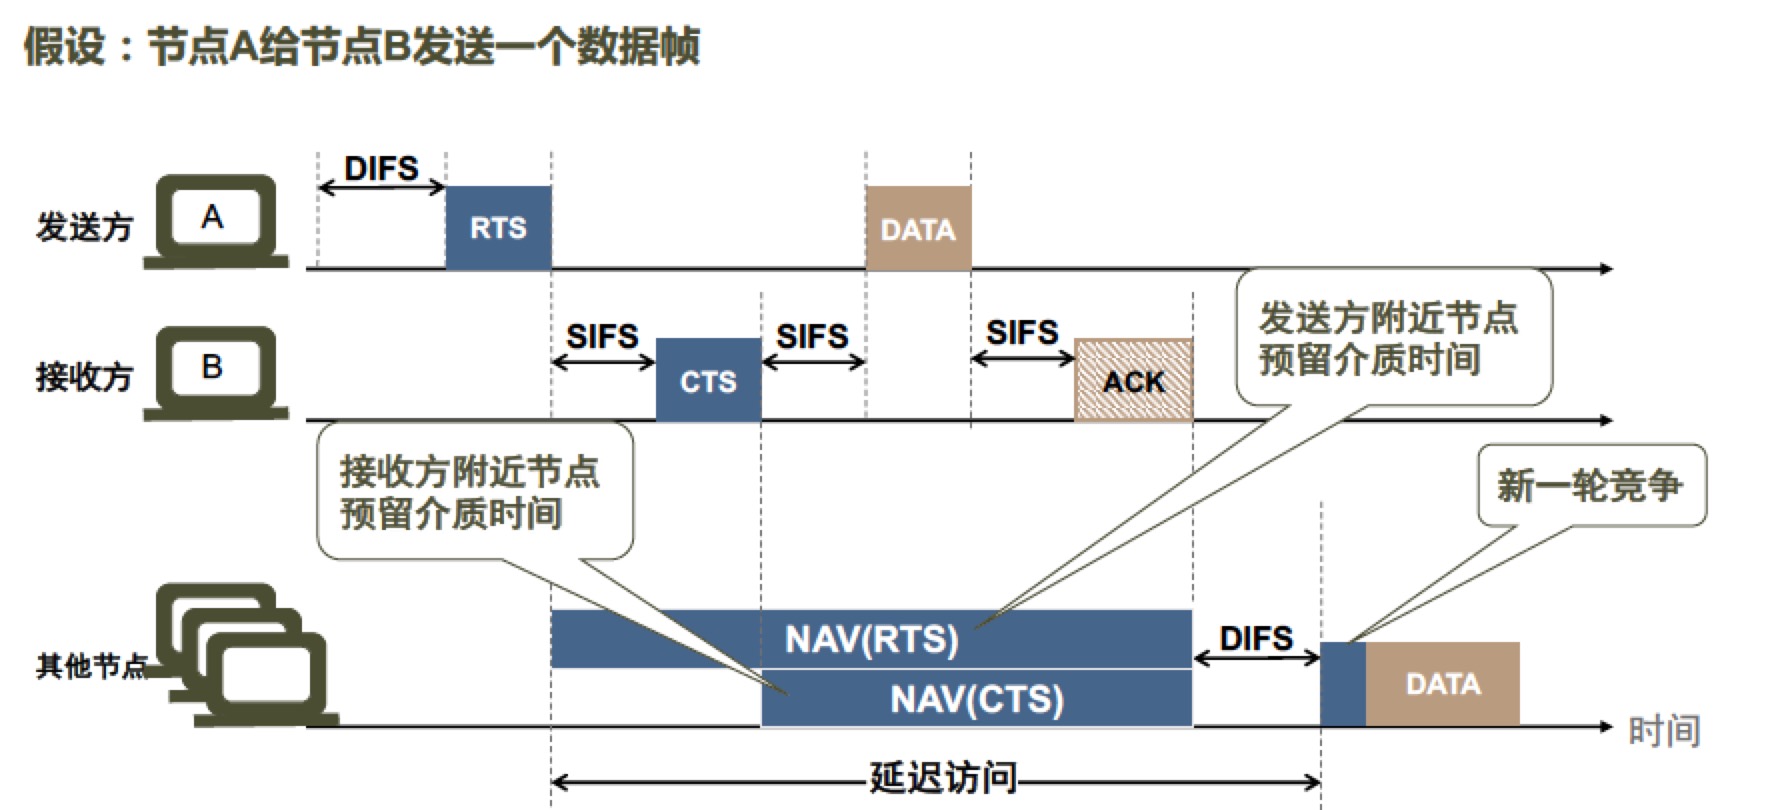 假设：节点A给节点B发送一个数据帧
DIFS
发送方
A
RTS
DATA
SIFS
SIFS
SIFS
接收方
B
CTS
ACK
发送方附近节点
预留介质时间
接收方附近节点
预留介质时间
新一轮竞争
其他节点
NAV(RTS)
NAV(CTS)
DIFS
DATA
时间
延迟访问